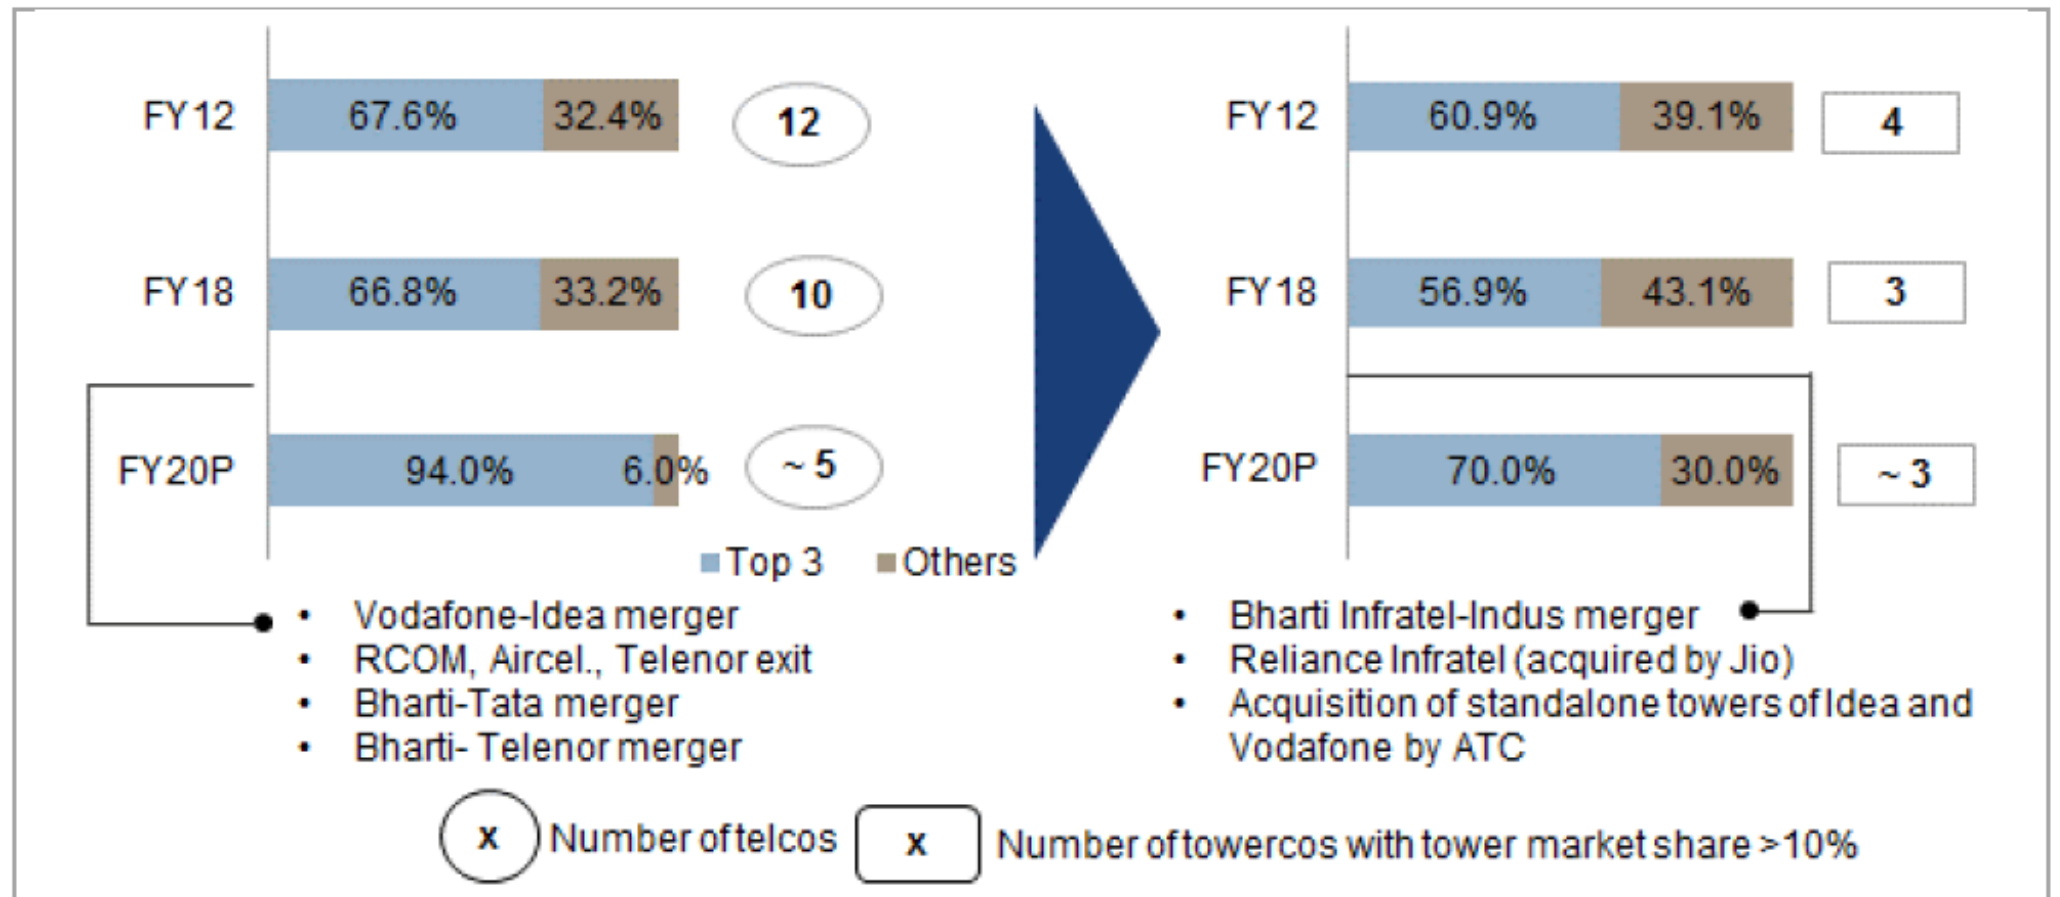 FY12 67.6% 32.4% 12
FY18 66.8% 33.2% 10
FY20P 94.0% 6.0% ~ 5
Top 3 Others
• Vodafone-Idea merger
• RCOM, Aircel., Telenor exit
• Bharti-Tata merger
• Bharti- Telenor merger
FY12 60.9% 39.1% 4
FY18 56.9% 43.1% 3
FY20P 70.0% 30.0% ~ 3
• Bharti Infratel-Indus merger
• Reliance Infratel (acquired by Jio)
• Acquisition of standalone towers of Idea and
Vodafone by ATC
x Number of telcos x Number of towercos with tower market share >10%